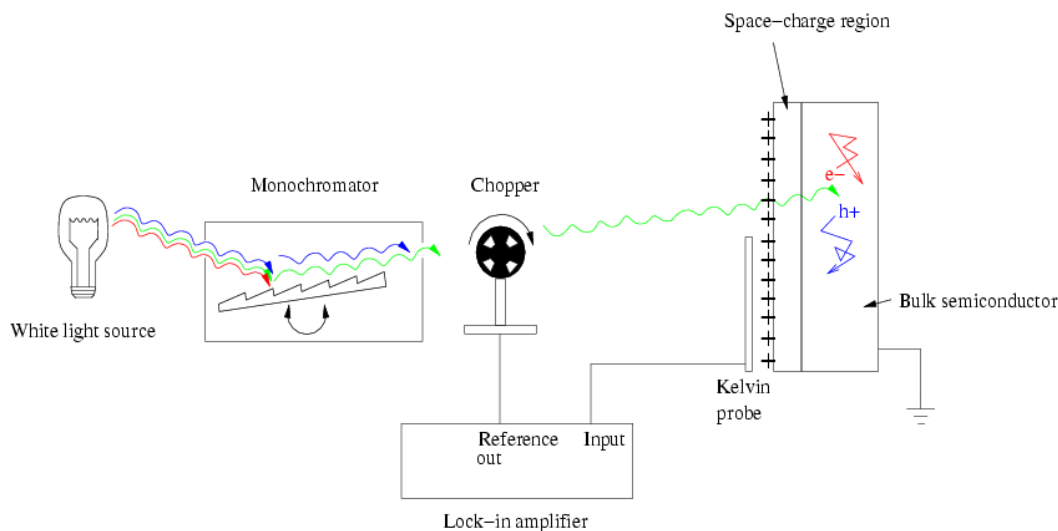 Space-charge region
Monochromator
Chopper
e-
h+
White light source
Bulk semiconductor
Kelvin
probe
Reference
out
Input
Lock-in amplifier